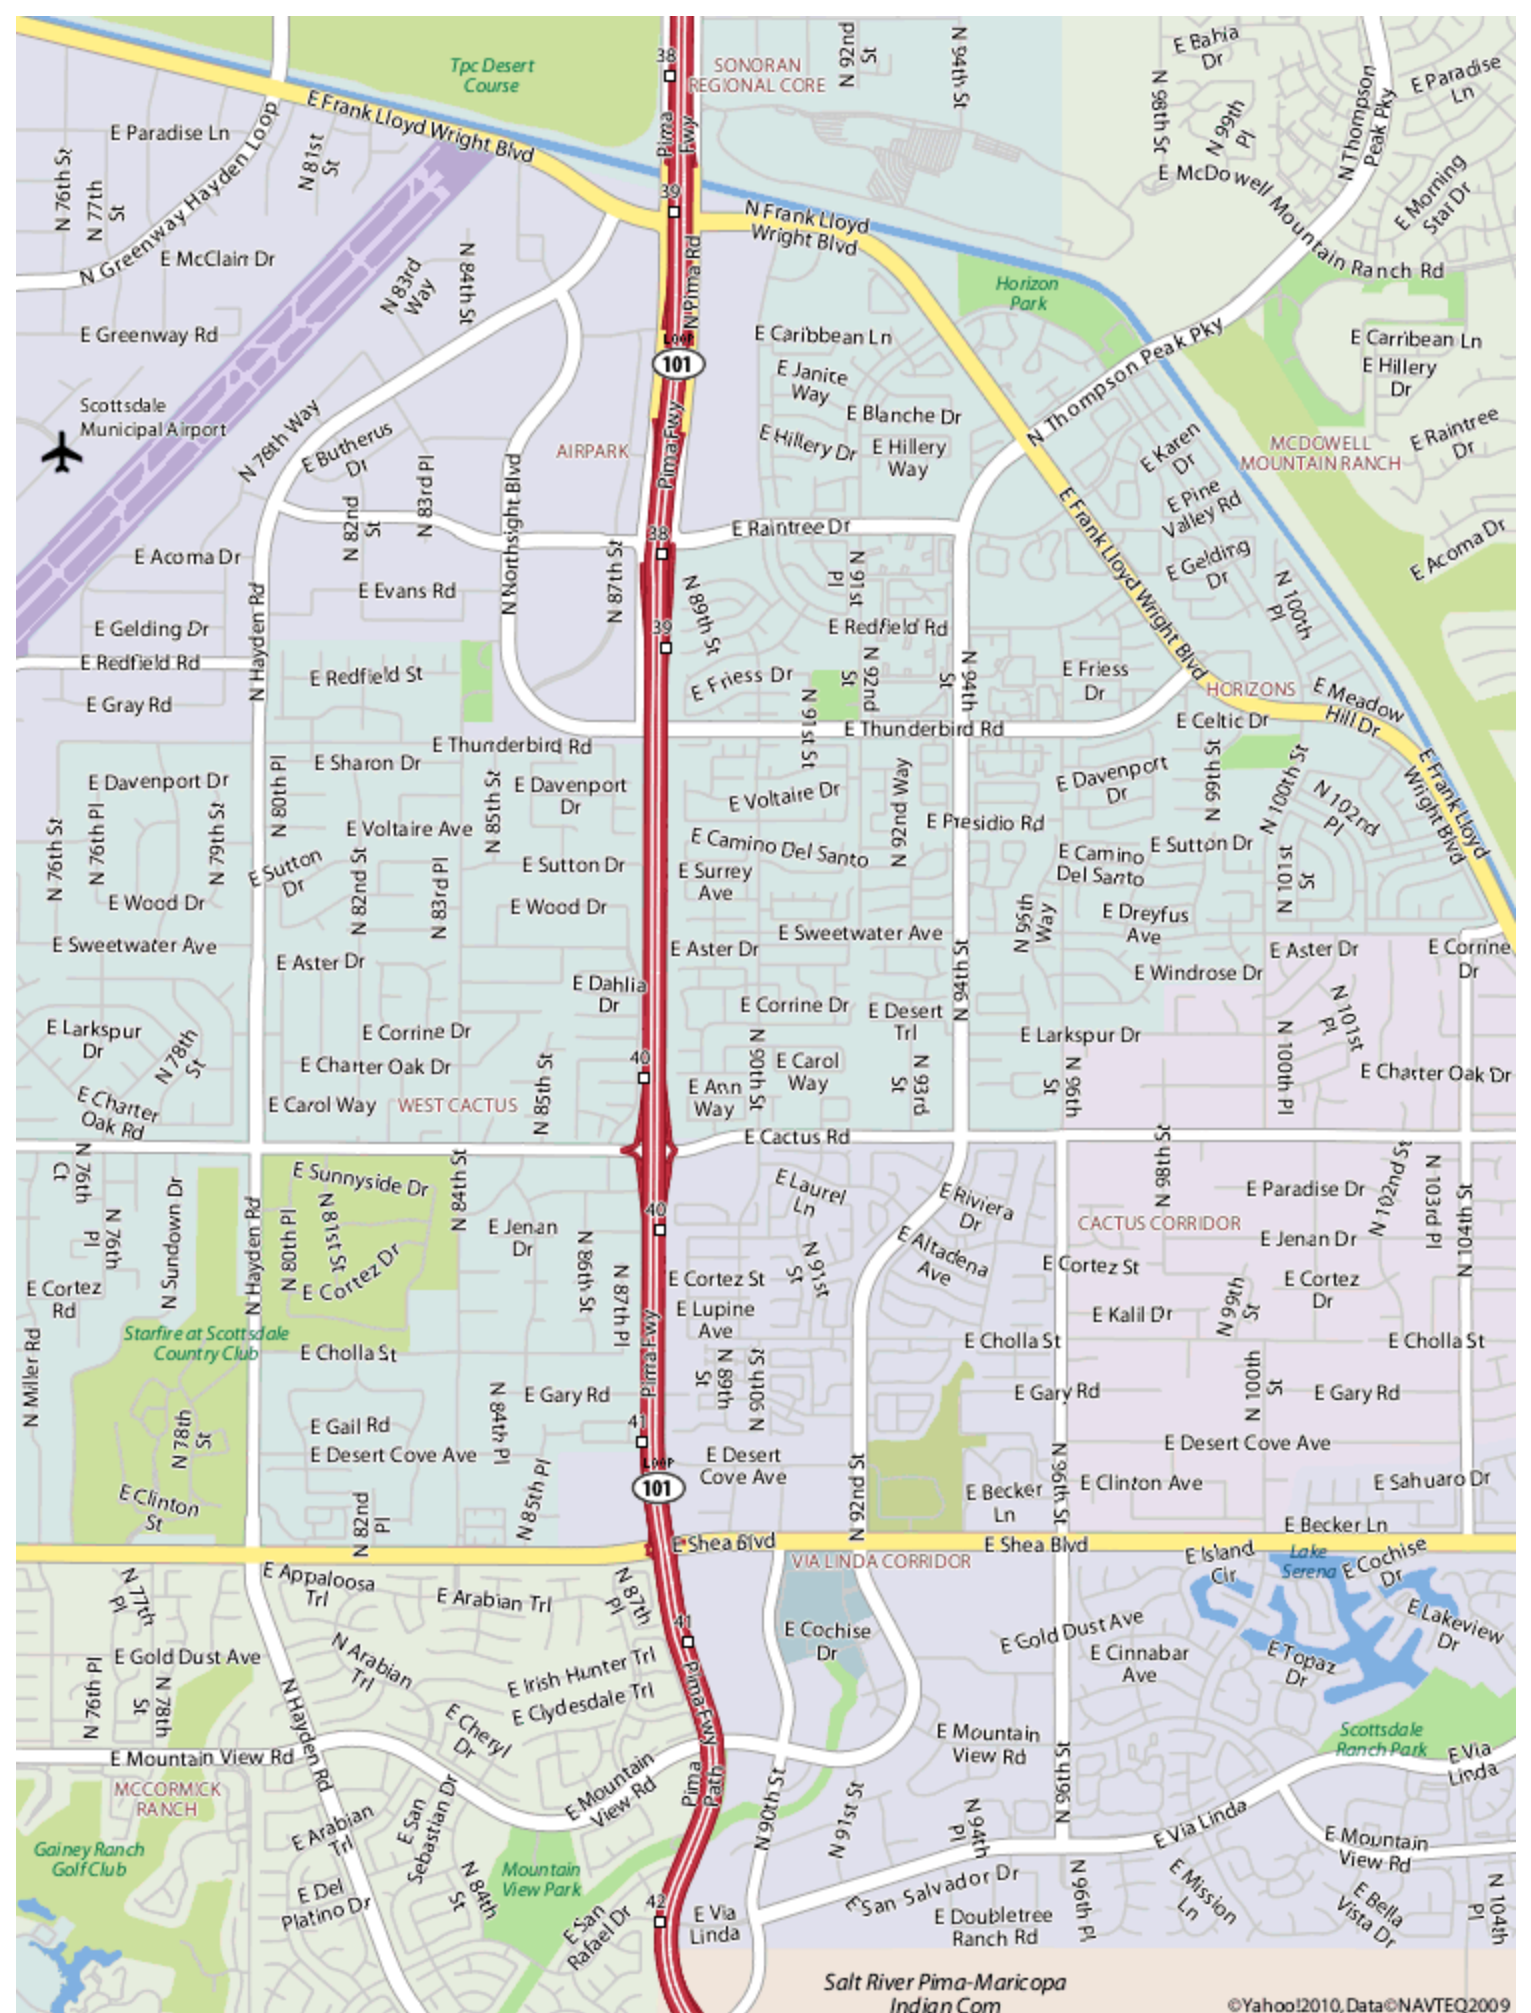 38
SONORAN
REGIONAL CORE
Tpc Desert
Course
N 92nd
St
N 94th St
E Bahia
Dr
N 98th St
N 99th
Pl
N Thompson
Peak Pky
E Paradise
Ln
E Frank Lloyd Wright Blvd
Pima
Fwy
E Paradise Ln
N Greenway Hayden Loop
N 81st
St
N 76th St
N 77th
St
39
N Frank Lloyd
Wright Blvd
E McDowell Mountain Ranch Rd
E Morning
Star Dr
E McClain Dr
N 83rd
Way
N 84th St
N Pima Rd
Horizon
Park
E Greenway Rd
LOOP
101
E Caribbean Ln
N Thompson Peak Pky
E Carribean Ln
E Hillery
Dr
E Janice
Way
E Blanche Dr
Scottsdale
Municipal Airport
N 78th Way
E Butherus
Dr
AIRPARK
Pima Fwy
E Hillery Dr
E Hillery
Way
E Karen
Dr
MCDOWELL
MOUNTAIN RANCH
E Raintree
Dr
N 82nd
St
N 83rd Pl
N Northsight Blvd
E Pine
Valley Rd
38
E Raintree Dr
E Frank Lloyd Wright Blvd
E Acoma Dr
E Acoma Dr
E Evans Rd
N 87th St
N 89th St
N 91st
Pl
E Gelding
Dr
N 100th
Pl
N Hayden Rd
E Gelding Dr
E Redfield Rd
E Gray Rd
39
E Redfield Rd
E Redfield St
E Friess Dr
N 92nd
St
N 91st St
N 94th
St
E Friess
Dr
HORIZONS
E Meadow
Hill Dr
E Celtic Dr
E Thunderbird Rd
E Thunderbird Rd
E Sharon Dr
E Davenport Dr
N 80th Pl
N 85th St
E Davenport
Dr
E Voltaire Dr
N 92nd Way
E Davenport
Dr
N 99th St
N 100th St
N 102nd
Pl
E Frank Lloyd
Wright Blvd
N 76th St
N 76th Pl
N 79th St
E Voltaire Ave
E Presidio Rd
E Camino Del Santo
E Camino
Del Santo
E Sutton Dr
E Sutton
Dr
N 82nd St
N 83rd Pl
E Sutton Dr
E Surrey
Ave
N 101st
St
E Wood Dr
E Wood Dr
N 95th
Way
E Dreyfus
Ave
E Sweetwater Ave
E Aster Dr
E Aster Dr
E Sweetwater Ave
N 94th St
E Aster Dr
E Corrine
Dr
E Windrose Dr
E Dahlia
Dr
E Corrine Dr
E Desert
Trl
N 101st
Pl
E Larkspur
Dr
N 78th
St
E Corrine Dr
E Larkspur Dr
E Charter Oak Dr
N 85th St
40
N 90th St
E Carol
Way
N 93rd
St
N 96th
St
N 100th Pl
E Charter Oak Dr
E Charter
Oak Rd
E Carol Way
WEST CACTUS
E Ann
Way
E Cactus Rd
N 76th
Ct
N 76th
Pl
N Sundown Dr
E Sunnyside Dr
N 84th St
N 98th St
N 102nd St
N 103rd Pl
N 104th St
E Laurel
Ln
E Riviera
Dr
E Paradise Dr
N Hayden Rd
N 80th Pl
N 81st St
E Cortez Dr
E Jenan
Dr
40
CACTUS CORRIDOR
E Jenan Dr
N 86th St
N 87th Pl
N 91st
St
E Altadena
Ave
E Cortez
Rd
E Cortez St
E Cortez St
E Cortez
Dr
E Lupine
Ave
E Kalil Dr
N 99th
St
Starfire at Scottsdale
Country Club
N Miller Rd
E Cholla St
E Cholla St
E Cholla St
Pima Fwy
N 89th
St
N 90th St
E Gary Rd
N 84th Pl
E Gary Rd
N 100th
St
E Gary Rd
E Gail Rd
N 78th
St
41
E Desert Cove Ave
E Desert
Cove Ave
E Desert Cove Ave
LOOP
101
N 85th Pl
N 92nd St
N 96th St
E Clinton Ave
E Sahuaro Dr
E Clinton
St
N 82nd
Pl
E Becker
Ln
E Becker Ln
E Shea Blvd
E Shea Blvd
VIA LINDA CORRIDOR
E Island
Cir
Lake
Serena
E Cochise
Dr
E Appaloosa
Trl
E Arabian Trl
N 87th
Pl
N 77th
Pl
41
E Cochise
Dr
E Gold Dust Ave
E Lakeview
Dr
E Gold Dust Ave
N Arabian
Trl
E Irish Hunter Trl
E Clydesdale Trl
E Cinnabar
Ave
E Topaz
Dr
N 76th Pl
N 78th
St
N Hayden Rd
E Cheryl
Dr
Pima Fwy
E Mountain
View Rd
Scottsdale
Ranch Park
E Via
Linda
E Mountain View Rd
MCCORMICK
RANCH
E Mountain
View Rd
Pima
Path
N 90th St
N 91st St
N 96th St
E Arabian
Trl
E San
Sebastian Dr
N 94th
Pl
E Via Linda
E Mountain
View Rd
Gainey Ranch
Golf Club
Mountain
View Park
N 84th
St
E Del
Platino Dr
42
E San
Rafael Dr
E Via
Linda
E San Salvador Dr
E Doubletree
Ranch Rd
N 96th Pl
E Mission
Ln
E Bella
Vista Dr
N 104th
Pl
Salt River Pima-Maricopa
Indian Com
©Yahoo!2010, Data©NAVTEQ2009